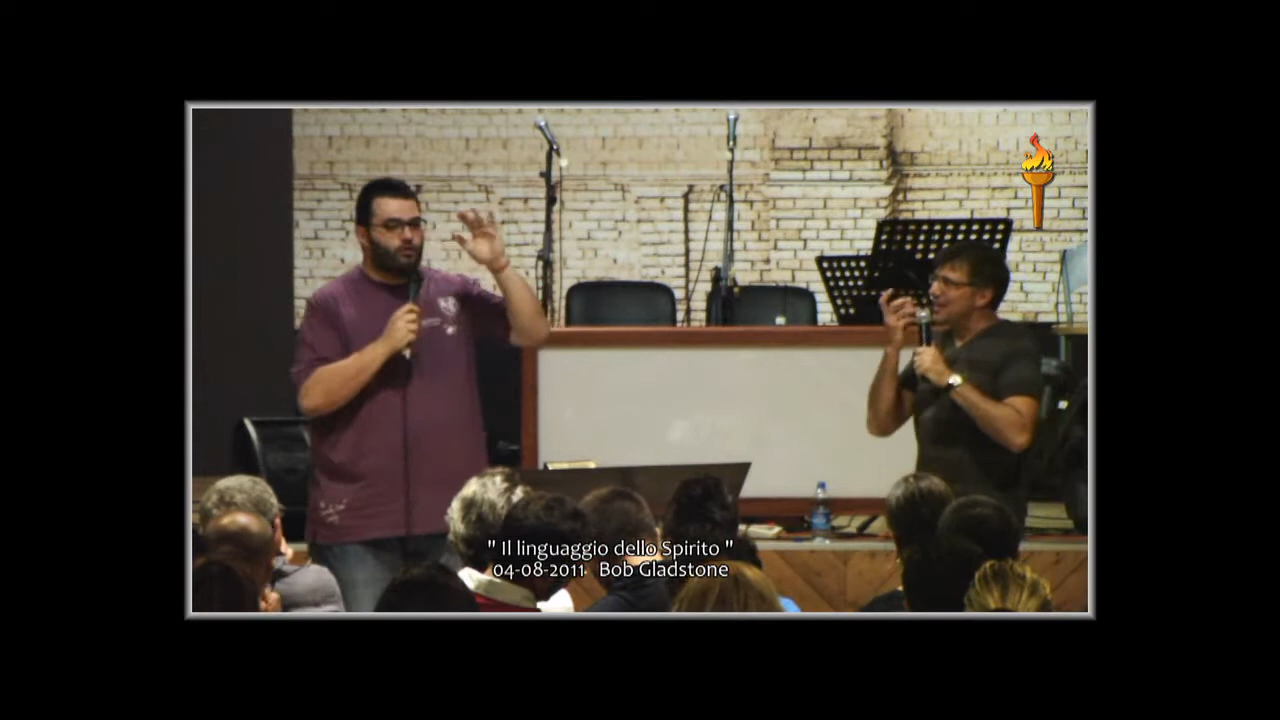 " Il linguaggio dello Spirito "
04-08-2011 Bob Gladstone